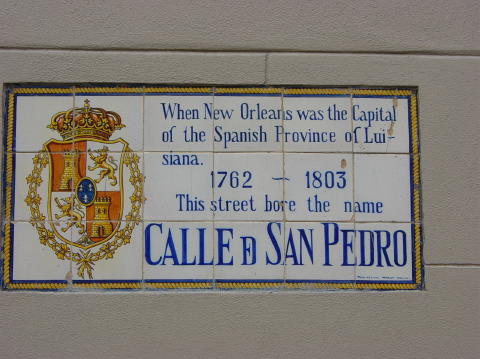 When New Orleans was the Capital
of the Spanish Province of Lui-
siana.
1762 ~ 1803
This street bore the name
CALLE D SAN PEDRO